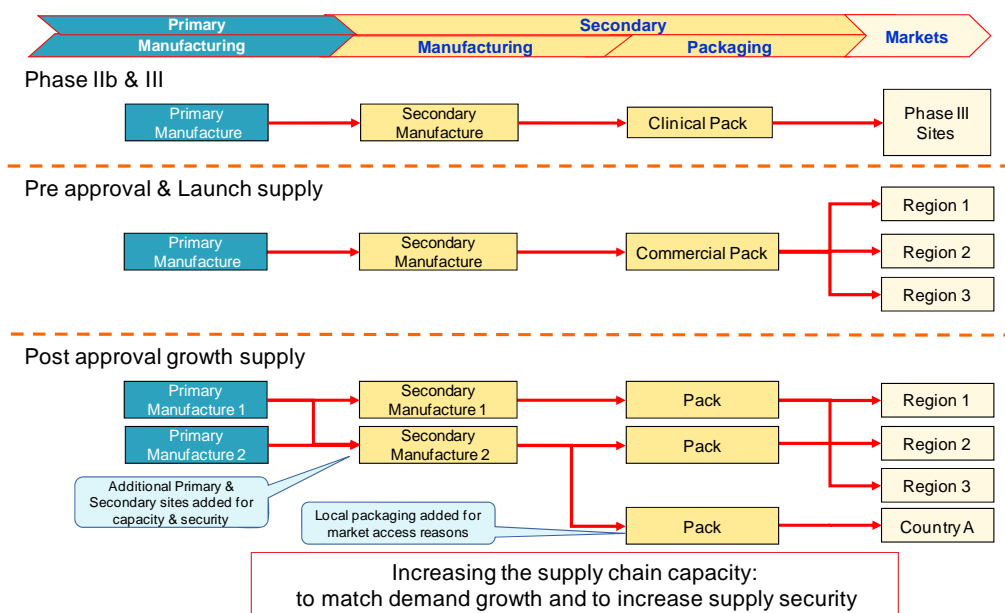 Primary
Secondary
Markets
Manufacturing
Manufacturing
Packaging
Phase IIb & III
Primary
Manufacture
Secondary
Manufacture
Clinical Pack
Phase III
Sites
Pre approval & Launch supply
Primary
Manufacture
Secondary
Manufacture
Commercial Pack
Region 1
Region 2
Region 3
Post approval growth supply
Primary
Manufacture 1
Secondary
Manufacture 1
Pack
Region 1
Primary
Manufacture 2
Secondary
Manufacture 2
Pack
Region 2
Region 3
Additional Primary &
Secondary sites added for
capacity & security
Local packaging added for
market access reasons
Pack
Country A
Increasing the supply chain capacity:
to match demand growth and to increase supply security